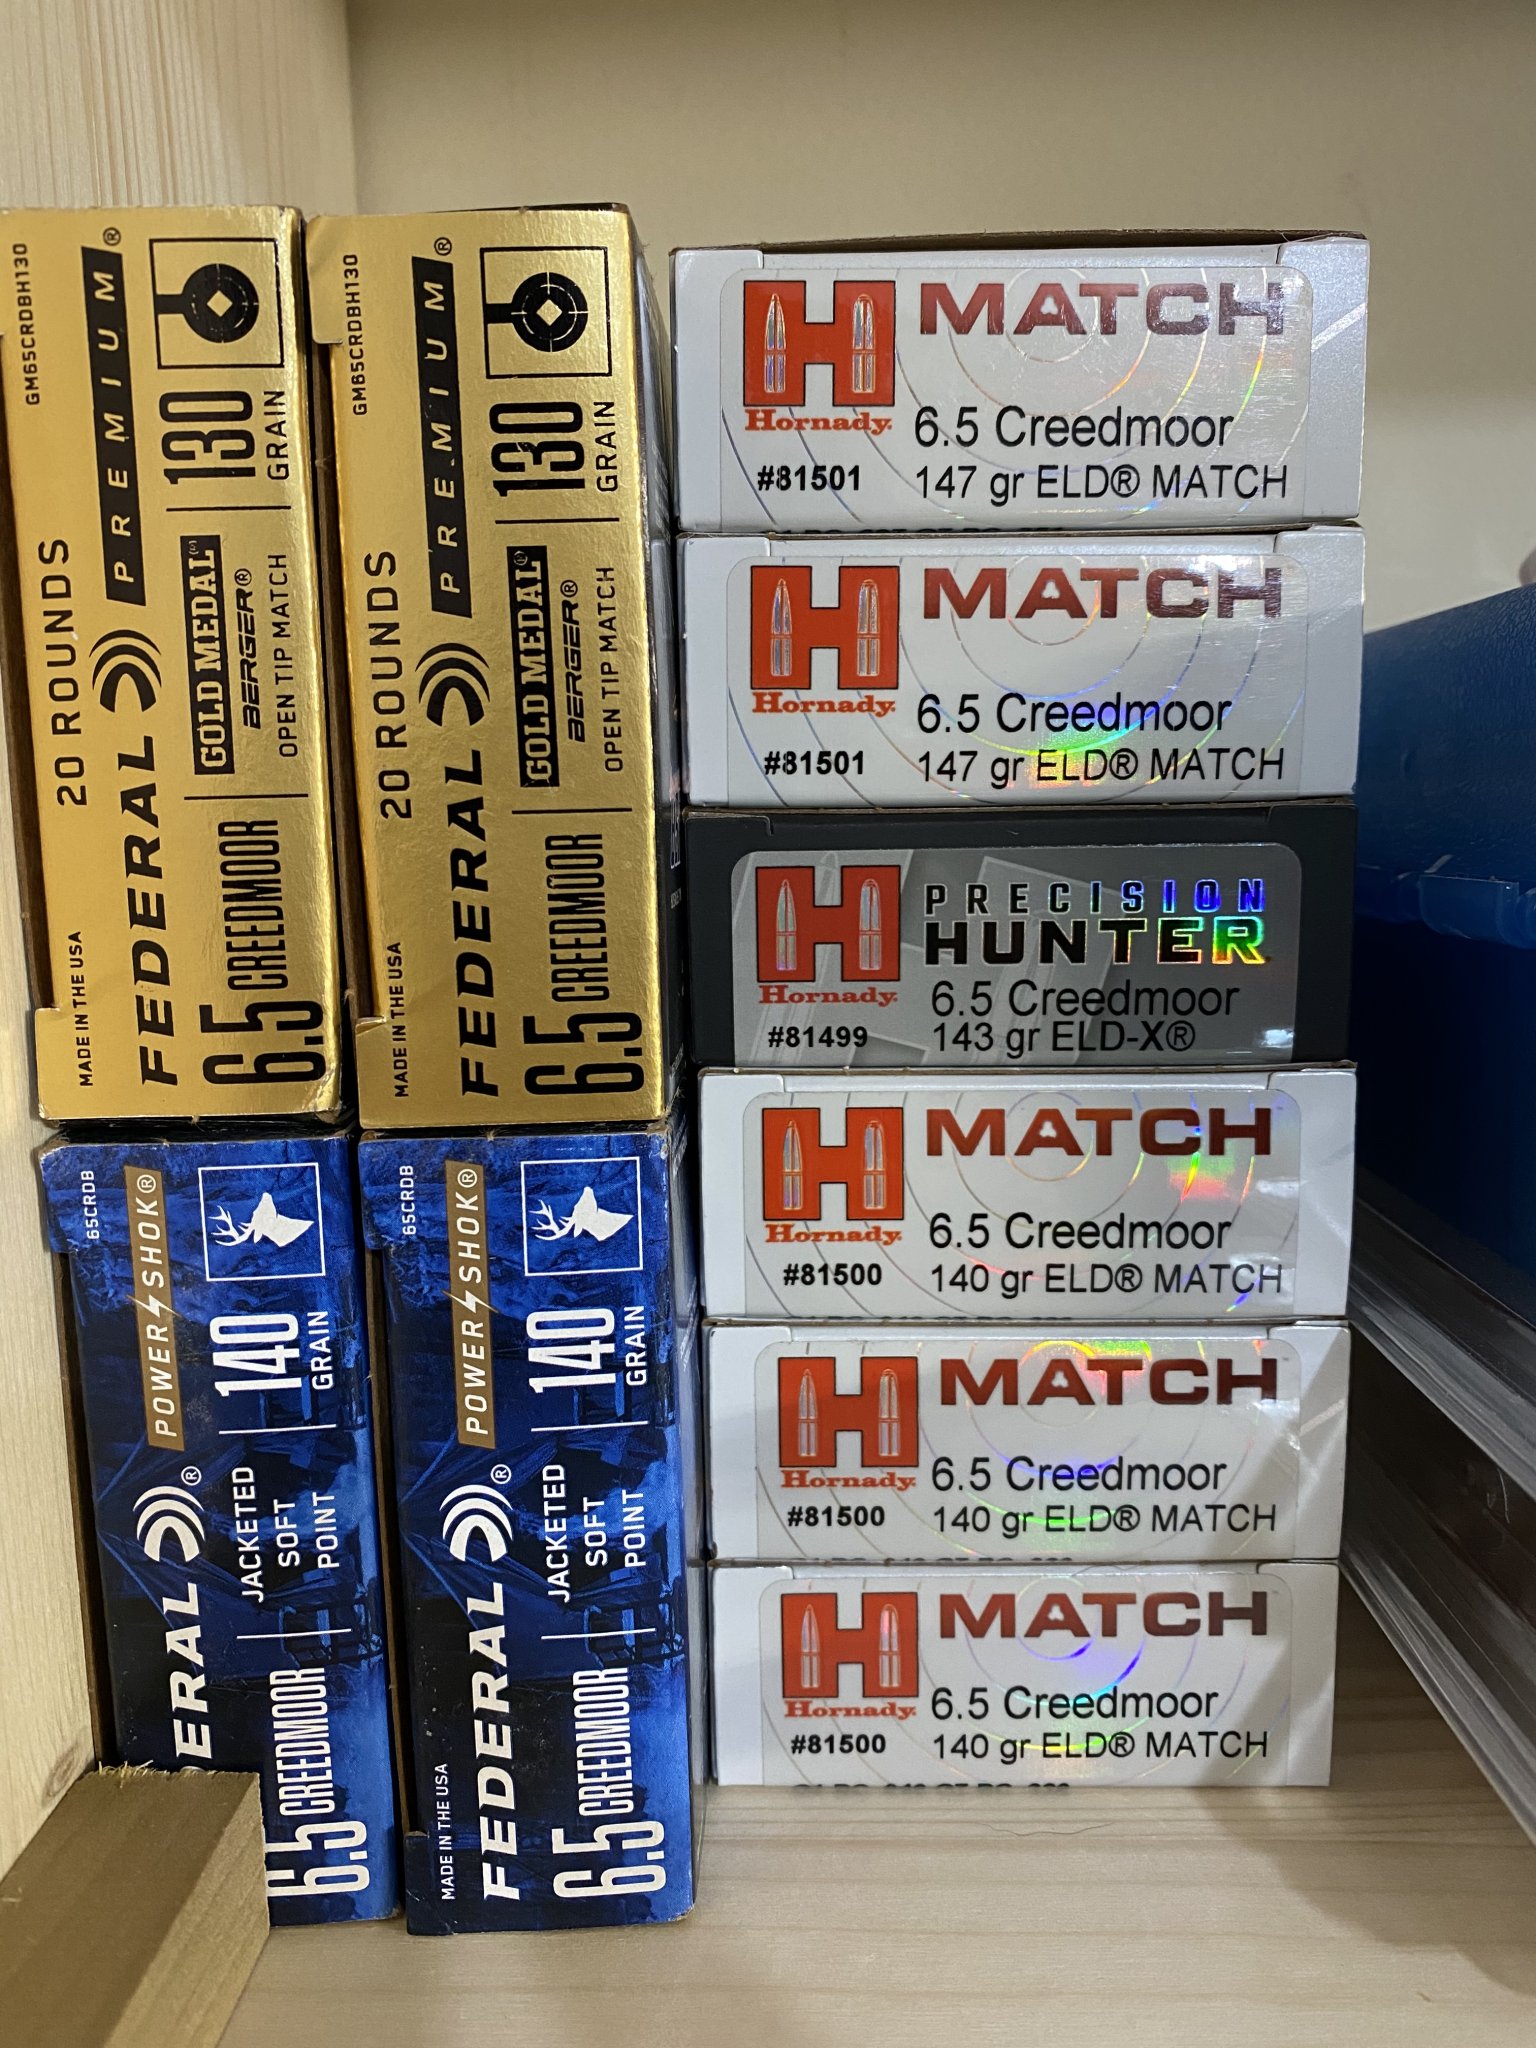 GM65CRDBH130
20 ROUNDS
MADE IN THE USA
FEDERAL PREMIUM®
6.5 CREEDMOOR
GOLD MEDAL®
BERGER®
OPEN TIP MATCH
130
GRAIN
GM65CRDBH130
20 ROUNDS
MADE IN THE USA
FEDERAL PREMIUM®
6.5 CREEDMOOR
GOLD MEDAL®
BERGER®
OPEN TIP MATCH
130
GRAIN
65CRDB
POWER SHOK®
ERAL®
6.5 CREEDMOOR
JACKETED
SOFT
POINT
140
GRAIN
65CRDB
POWER SHOK®
MADE IN THE USA
FEDERAL®
6.5 CREEDMOOR
JACKETED
SOFT
POINT
140
GRAIN
H MATCH
Hornady®
6.5 Creedmoor
#81501 147 gr ELD® MATCH
H MATCH
Hornady®
6.5 Creedmoor
#81501 147 gr ELD® MATCH
H PRECISION
HUNTER
Hornady®
6.5 Creedmoor
#81499 143 gr ELD-X®
H MATCH
Hornady®
6.5 Creedmoor
#81500 140 gr ELD® MATCH
H MATCH
Hornady®
6.5 Creedmoor
#81500 140 gr ELD® MATCH
H MATCH
Hornady®
6.5 Creedmoor
#81500 140 gr ELD® MATCH